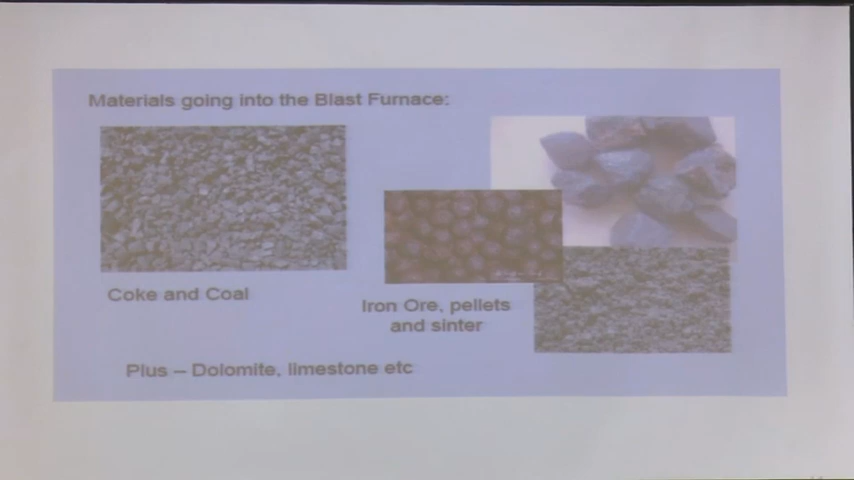 Materials going into the Blast Furnace:
Coke and Coal
Iron Ore, pellets
and sinter
Plus – Dolomite, limestone etc